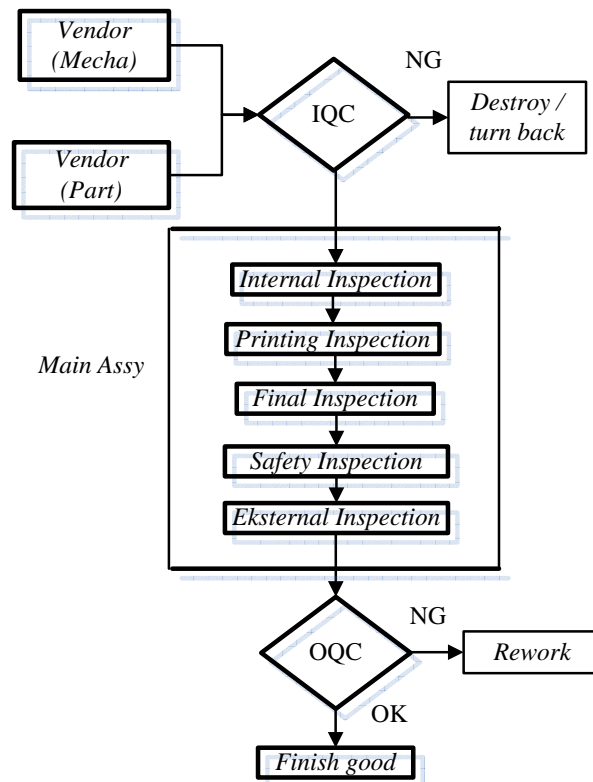 Vendor
(Mecha)
NG
IQC
Destroy /
turn back
Vendor
(Part)
Internal Inspection
Printing Inspection
Main Assy
Final Inspection
Safety Inspection
Eksternal Inspection
NG
OQC
Rework
OK
Finish good